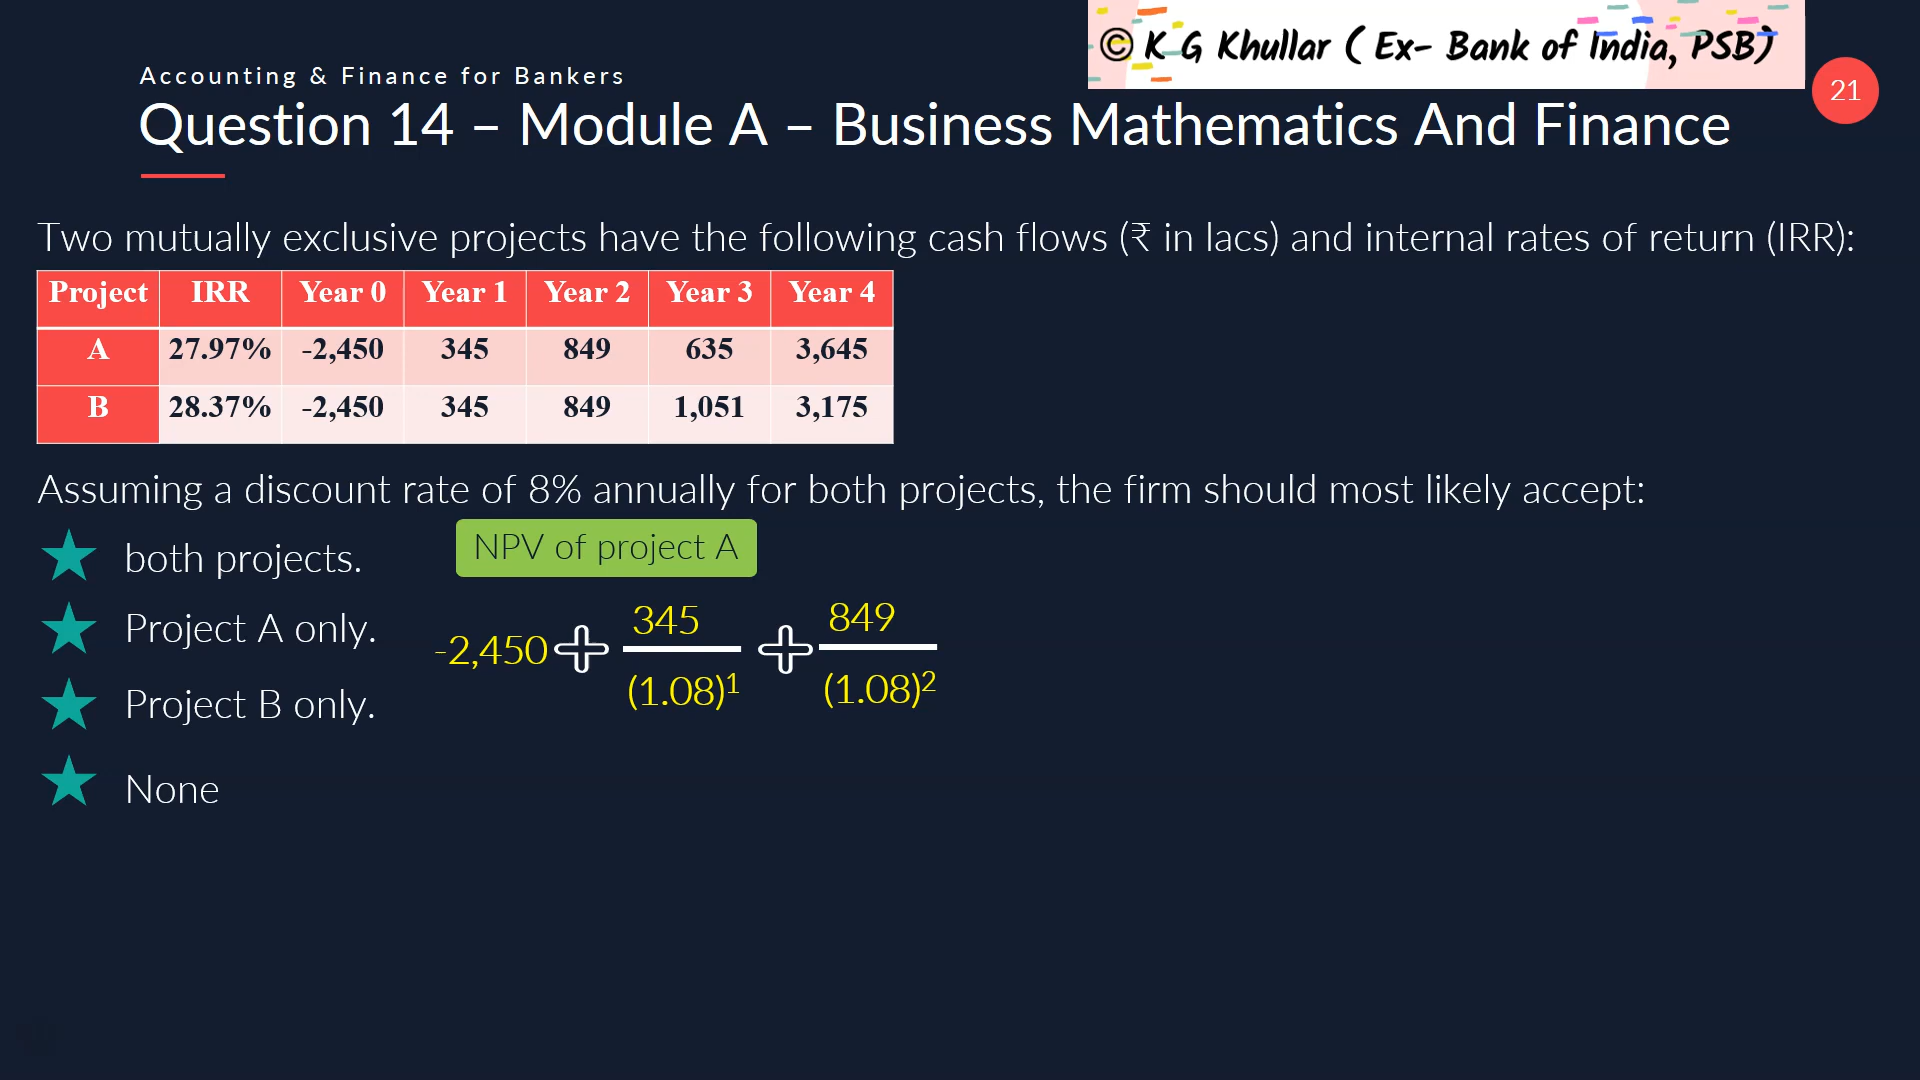 © K G Khullar ( Ex- Bank of India, PSB)
Accounting & Finance for Bankers
21
Question 14 – Module A – Business Mathematics And Finance
Two mutually exclusive projects have the following cash flows (₹ in lacs) and internal rates of return (IRR):
Project IRR Year 0 Year 1 Year 2 Year 3 Year 4
A 27.97% -2,450 345 849 635 3,645
B 28.37% -2,450 345 849 1,051 3,175
Assuming a discount rate of 8% annually for both projects, the firm should most likely accept:
both projects.
Project A only.
Project B only.
None
NPV of project A
345 849
-2,450 + +
(1.08)¹ (1.08)²